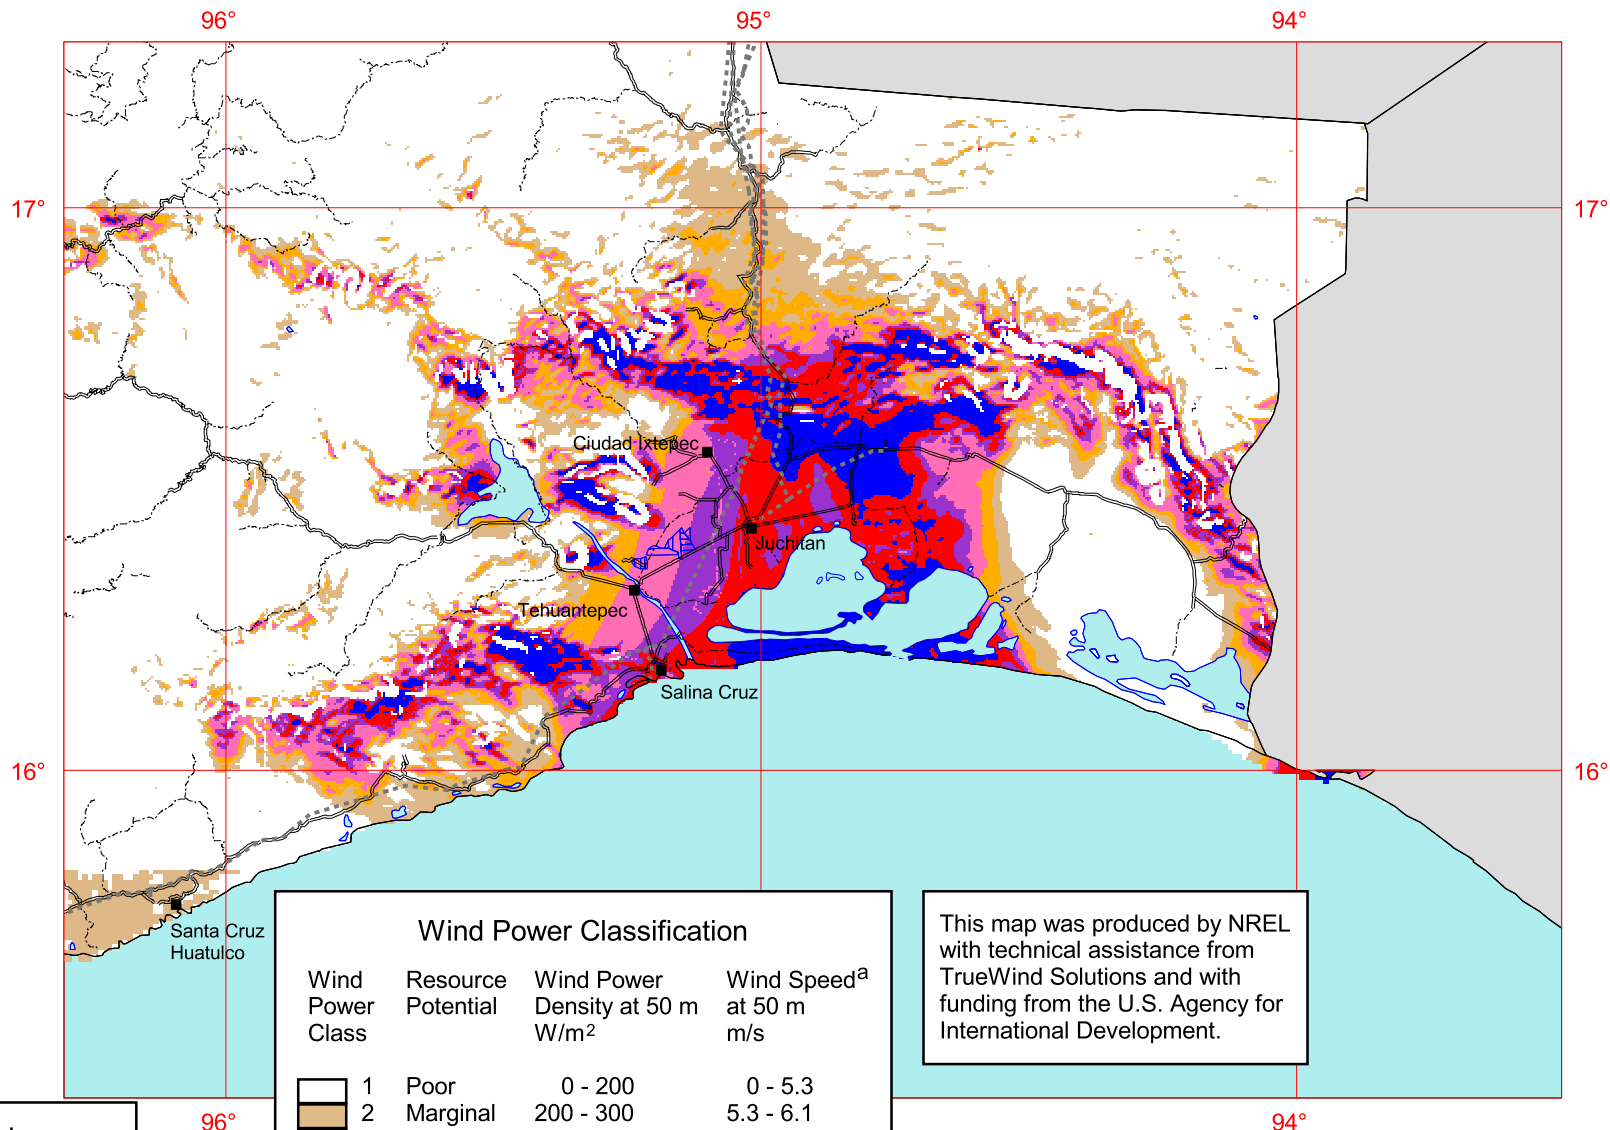 96°
95°
94°
17°
17°
Ciudad Ixtepec
Juchitan
Tehuantepec
Salina Cruz
16°
16°
Santa Cruz
Huatulco
Wind Power Classification
Wind Power Class
Resource Potential
Wind Power Density at 50 m W/m2
Wind Speed a at 50 m m/s
1 Poor 0 - 200 0 - 5.3
2 Marginal 200 - 300 5.3 - 6.1
This map was produced by NREL
with technical assistance from
TrueWind Solutions and with
funding from the U.S. Agency for
International Development.
96°
94°